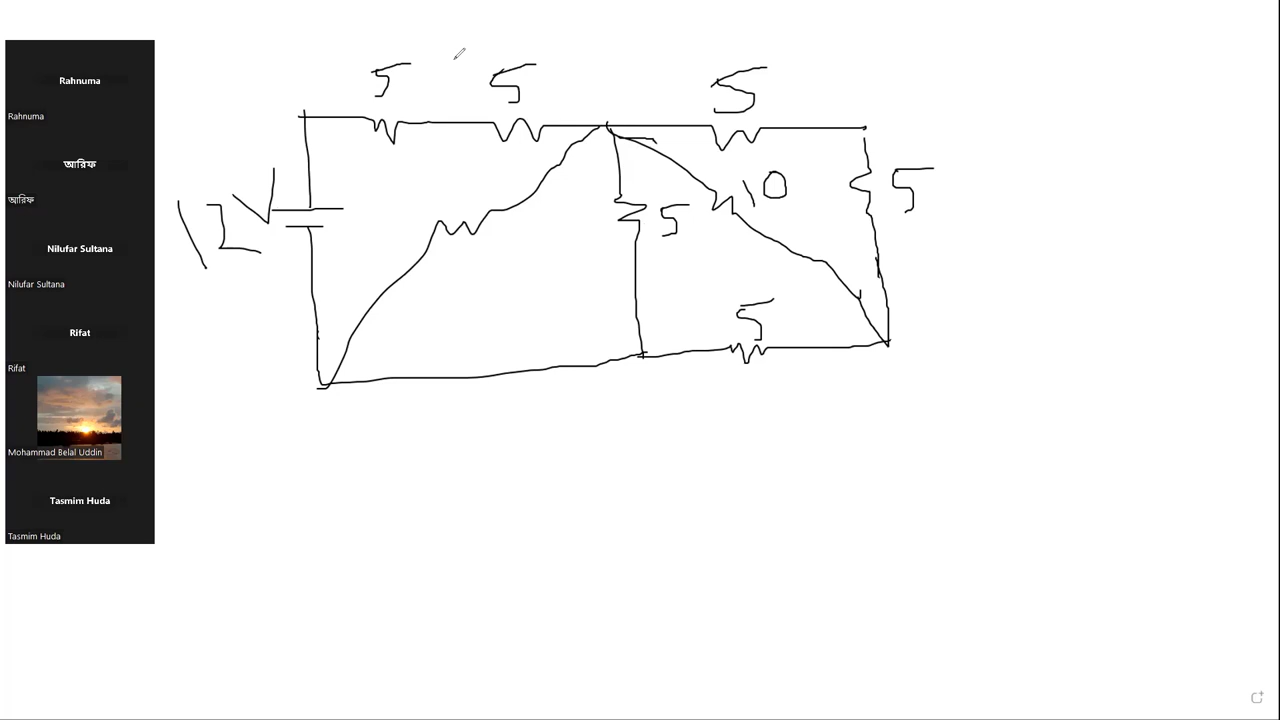 Rahnuma
Rahnuma
আরিফ
আরিফ
Nilufar Sultana
Nilufar Sultana
Rifat
Rifat
Mohammad Belal Uddin
Tasmim Huda
Tasmim Huda
5 5 5
12V
5 10 5
5